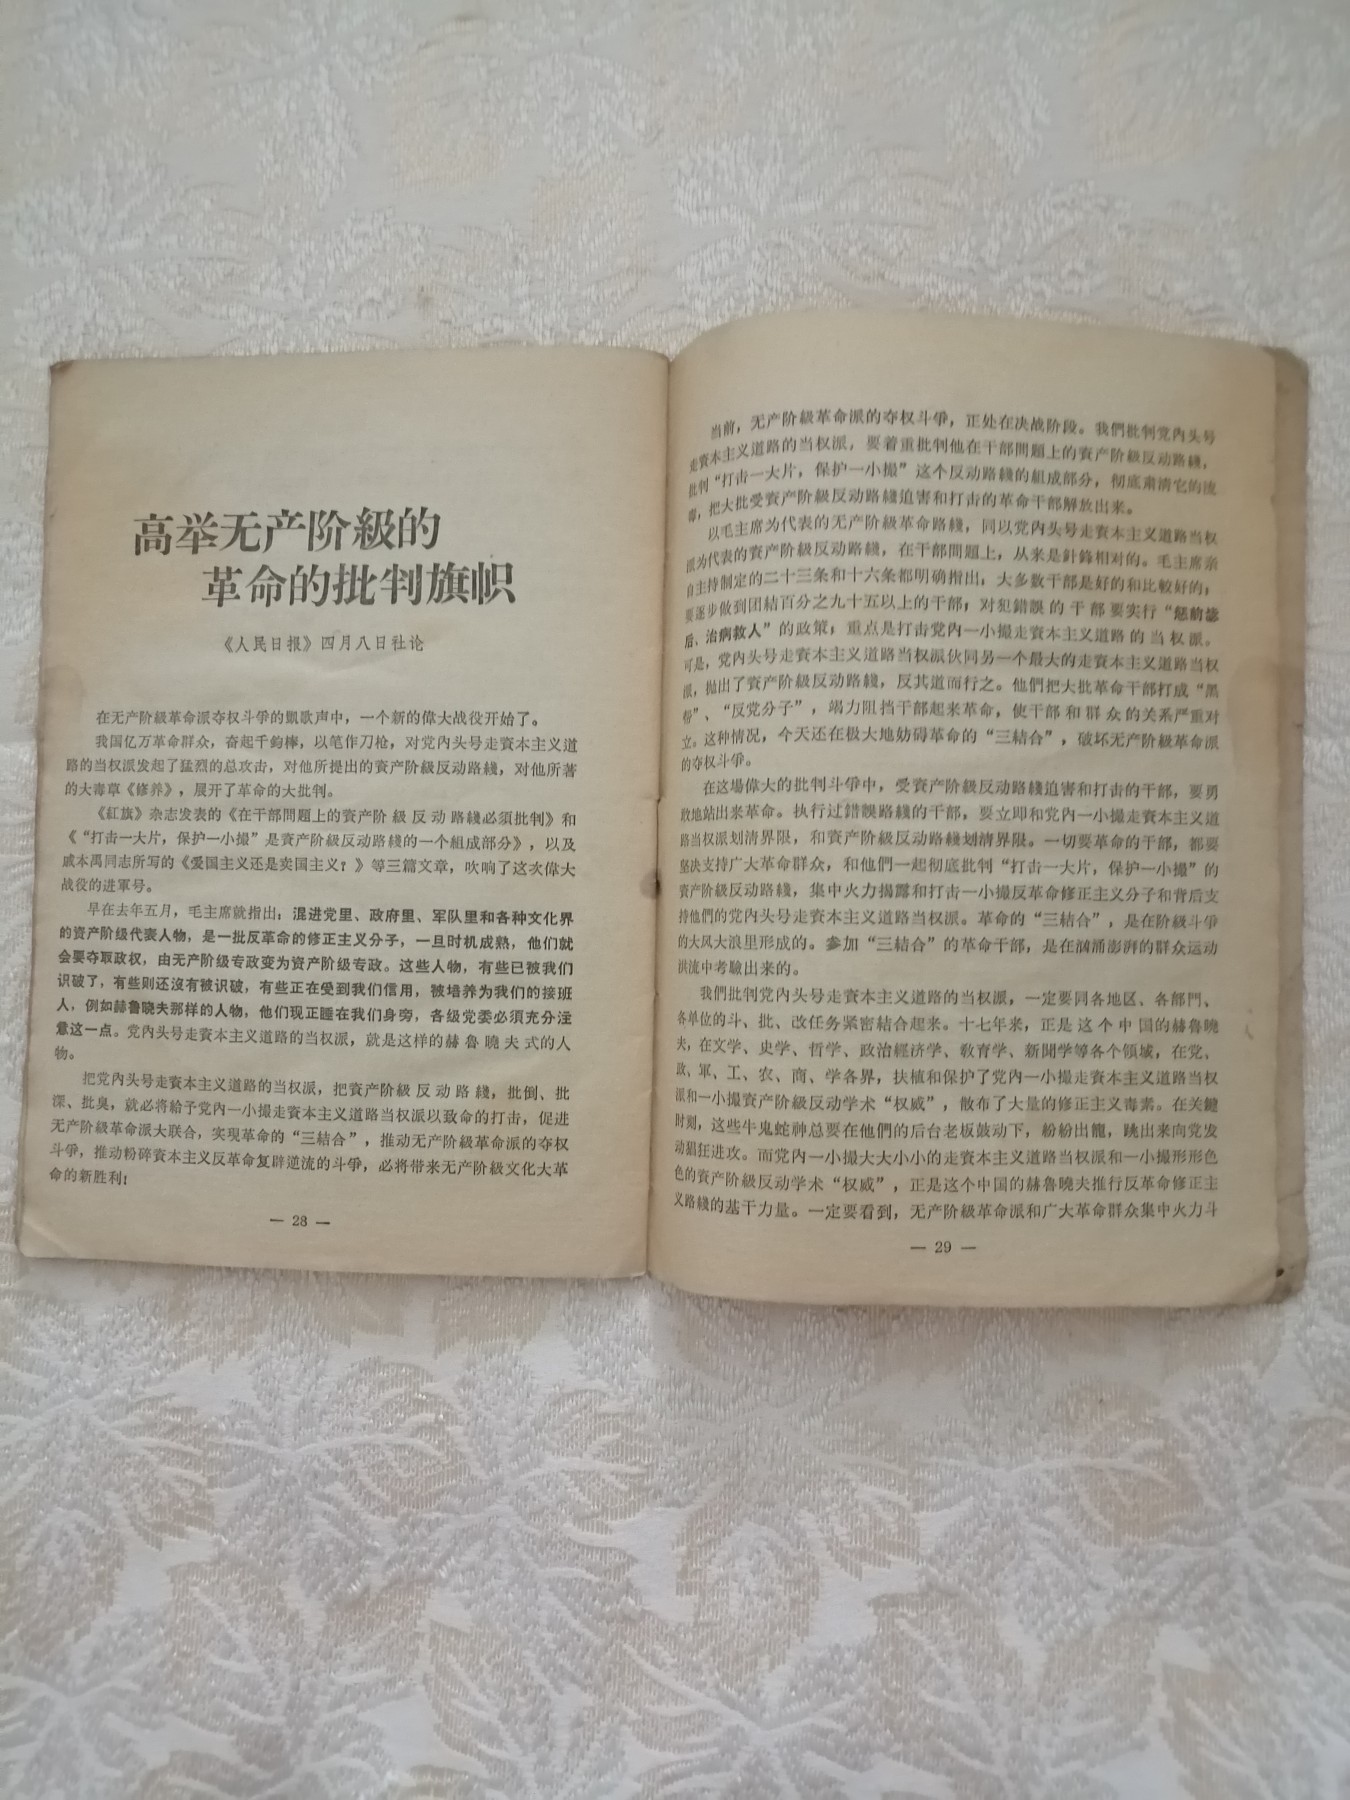 高举无产阶級的
革命的批判旗帜
《人民日报》四月八日社论
在无产阶級革命派夺权斗爭的凱歌声中，一个新的偉大战役开始了。
我国亿万革命群众，奋起千鈞棒，以笔作刀枪，对党內头号走資本主义道
路的当权派发起了猛烈的总攻击，对他所提出的資产阶級反动路綫，对他所著
的大毒草《修养》，展开了革命的大批判。
《紅旗》杂志发表的《在干部問題上的資产阶級反动路綫必須批判》和
《“打击一大片，保护一小撮”是資产阶級反动路綫的一个組成部分》，以及
戚本禹同志所写的《爱国主义还是卖国主义？》等三篇文章，吹响了这次偉大
战役的进軍号。
早在去年五月，毛主席就指出：混进党里、政府里、军队里和各种文化界
的资产阶级代表人物，是一批反革命的修正主义分子，一旦时机成熟，他们就
会要夺取政权，由无产阶级专政变为资产阶级专政。这些人物，有些已被我们
识破了，有些则还沒有被识破，有些正在受到我们信用，被培养为我们的接班
人，例如赫鲁晓夫那样的人物，他们现正睡在我们身旁，各级党委必须充分注
意这一点。党內头号走資本主义道路的当权派，就是这样的赫鲁曉夫式的人
物。
把党內头号走資本主义道路的当权派，把資产阶級反动路綫，批倒、批
深、批臭，就必将給予党內一小撮走資本主义道路当权派以致命的打击，促进
无产阶級革命派大联合，实現革命的“三結合”，推动无产阶級革命派的夺权
斗爭，推动粉碎資本主义反革命复辟逆流的斗爭，必将带来无产阶級文化大革
命的新胜利！
— 28 —
当前，无产阶級革命派的夺权斗爭，正处在决战阶段。我們批判党內头号
走資本主义道路的当权派，要着重批判他在干部問題上的資产阶級反动路綫，
批判“打击一大片，保护一小撮”这个反动路綫的組成部分，彻底肃清它的流
毒，把大批受資产阶級反动路綫迫害和打击的革命干部解放出来。
以毛主席为代表的无产阶級革命路綫，同以党內头号走資本主义道路当权
派为代表的資产阶級反动路綫，在干部問題上，从来是針鋒相对的。毛主席亲
自主持制定的二十三条和十六条都明确指出，大多数干部是好的和比較好的；
要逐步做到团結百分之九十五以上的干部；对犯錯誤的干部要实行“惩前毖
后、治病救人”的政策；重点是打击党內一小撮走資本主义道路的当权派。
可是，党內头号走資本主义道路当权派伙同另一个最大的走資本主义道路当权
派，抛出了資产阶級反动路綫，反其道而行之。他們把大批革命干部打成“黑
帮”、“反党分子”，竭力阻挡干部起来革命，使干部和群众的关系严重对
立。这种情况，今天还在极大地妨碍革命的“三結合”，破坏无产阶級革命派
的夺权斗爭。
在这場偉大的批判斗爭中，受資产阶級反动路綫迫害和打击的干部，要勇
敢地站出来革命。执行过錯誤路綫的干部，要立即和党內一小撮走資本主义道
路当权派划清界限，和資产阶級反动路綫划清界限。一切要革命的干部，都要
坚决支持广大革命群众，和他們一起彻底批判“打击一大片，保护一小撮”的
資产阶級反动路綫，集中火力揭露和打击一小撮反革命修正主义分子和背后支
持他們的党內头号走資本主义道路当权派。革命的“三結合”，是在阶級斗爭
的大风大浪里形成的。参加“三結合”的革命干部，是在汹涌澎湃的群众运动
洪流中考驗出来的。
我們批判党內头号走資本主义道路的当权派，一定要同各地区、各部門、
各单位的斗、批、改任务紧密結合起来。十七年来，正是这个中国的赫鲁曉
夫，在文学、史学、哲学、政治經济学、敎育学、新聞学等各个領域，在党、
政、軍、工、农、商、学各界，扶植和保护了党內一小撮走資本主义道路当权
派和一小撮資产阶級反动学术“权威”，散布了大量的修正主义毒素。在关鍵
时刻，这些牛鬼蛇神总要在他們的后台老板鼓动下，紛紛出籠，跳出来向党发
动猖狂进攻。而党內一小撮大大小小的走資本主义道路当权派和一小撮形形色
色的資产阶級反动学术“权威”，正是这个中国的赫鲁曉夫推行反革命修正主
义路綫的基干力量。一定要看到，无产阶級革命派和广大革命群众集中火力斗
— 29 —